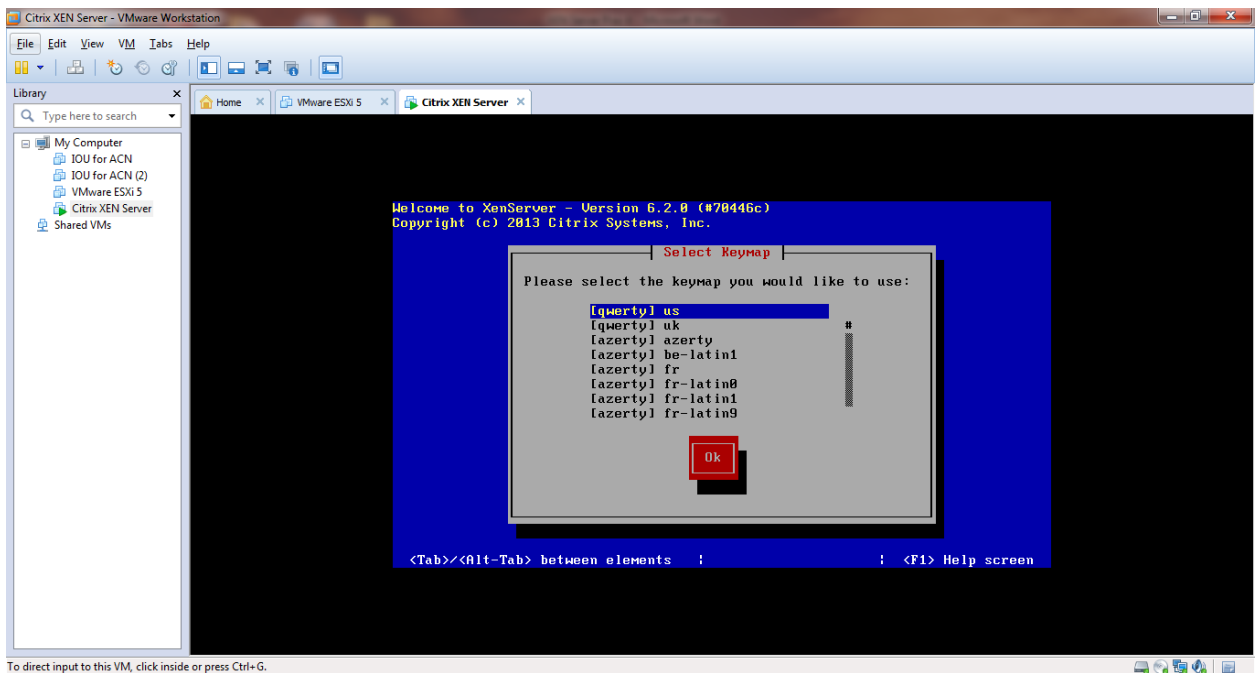 Citrix XEN Server - VMware Workstation
File Edit View VM Tabs Help
Library
Type here to search
My Computer
IOU for ACN
IOU for ACN (2)
VMware ESXi 5
Citrix XEN Server
Shared VMs
Home VMware ESXi 5 Citrix XEN Server
Welcome to XenServer - Version 6.2.0 (#70446c)
Copyright (c) 2013 Citrix Systems, Inc.
Select Keymap
Please select the keymap you would like to use:
[qwerty] us
[qwerty] uk
[azerty] azerty
[azerty] be-latin1
[azerty] fr
[azerty] fr-latin0
[azerty] fr-latin1
[azerty] fr-latin9
Ok
<Tab>/<Alt-Tab> between elements | | <F1> Help screen
To direct input to this VM, click inside or press Ctrl+G.